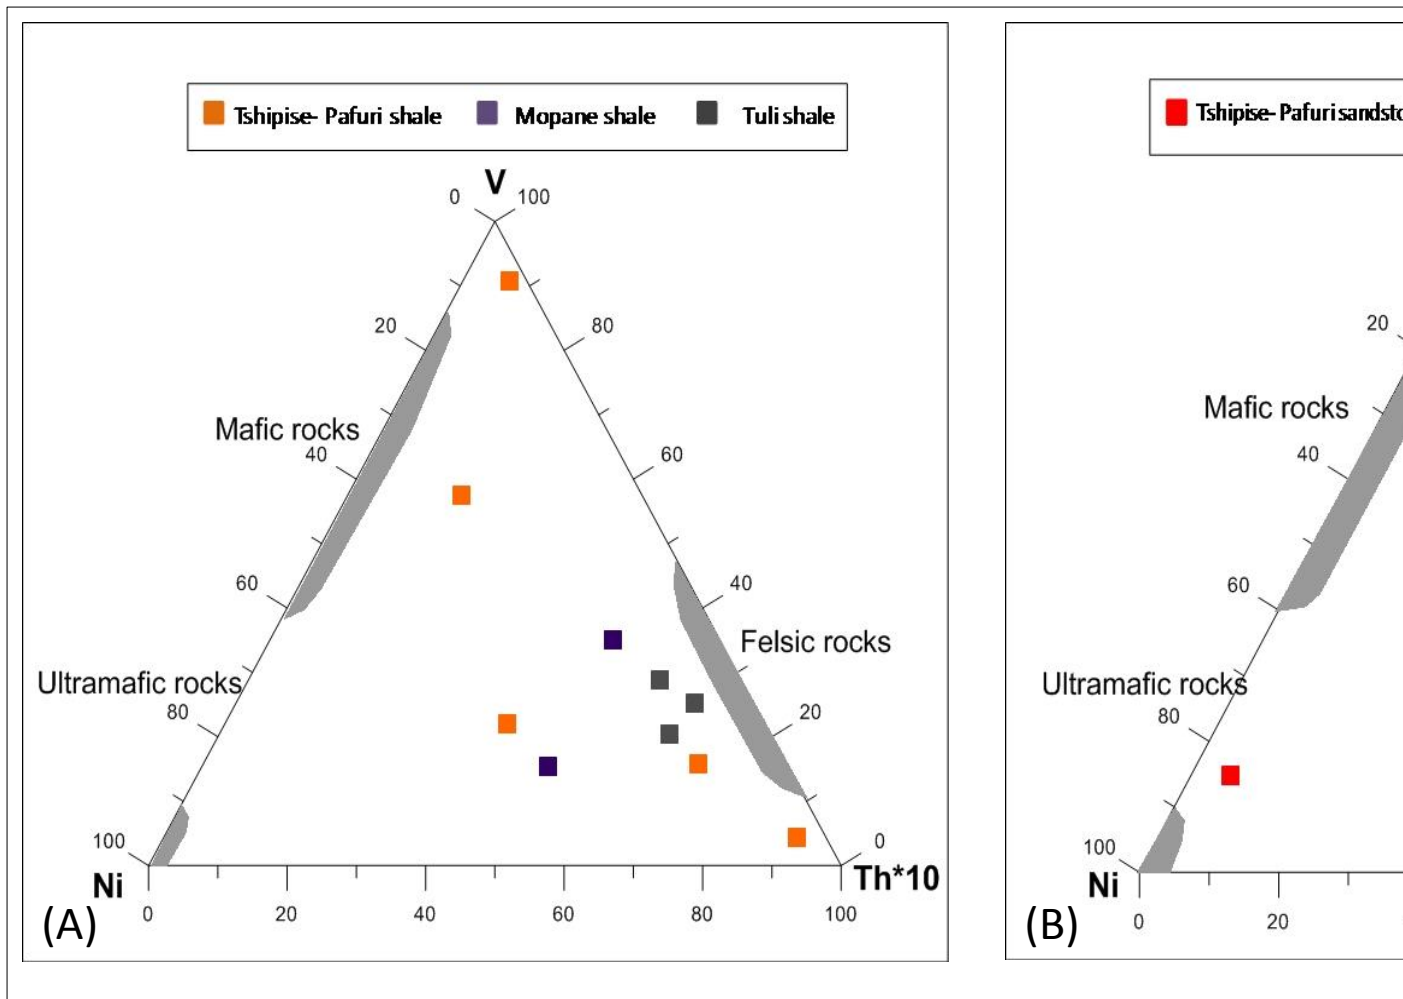 Tshipise- Pafuri shale Mopane shale Tuli shale
V
0 100
20 80
Mafic rocks
40 60
60 40
Felsic rocks
Ultramafic rocks
80 20
100 0
Ni Th*10
0 20 40 60 80 100
(A)
Tshipise- Pafuri sandsto
20
Mafic rocks
40
60
Ultramafic rocks
80
100
Ni
0 20
(B)